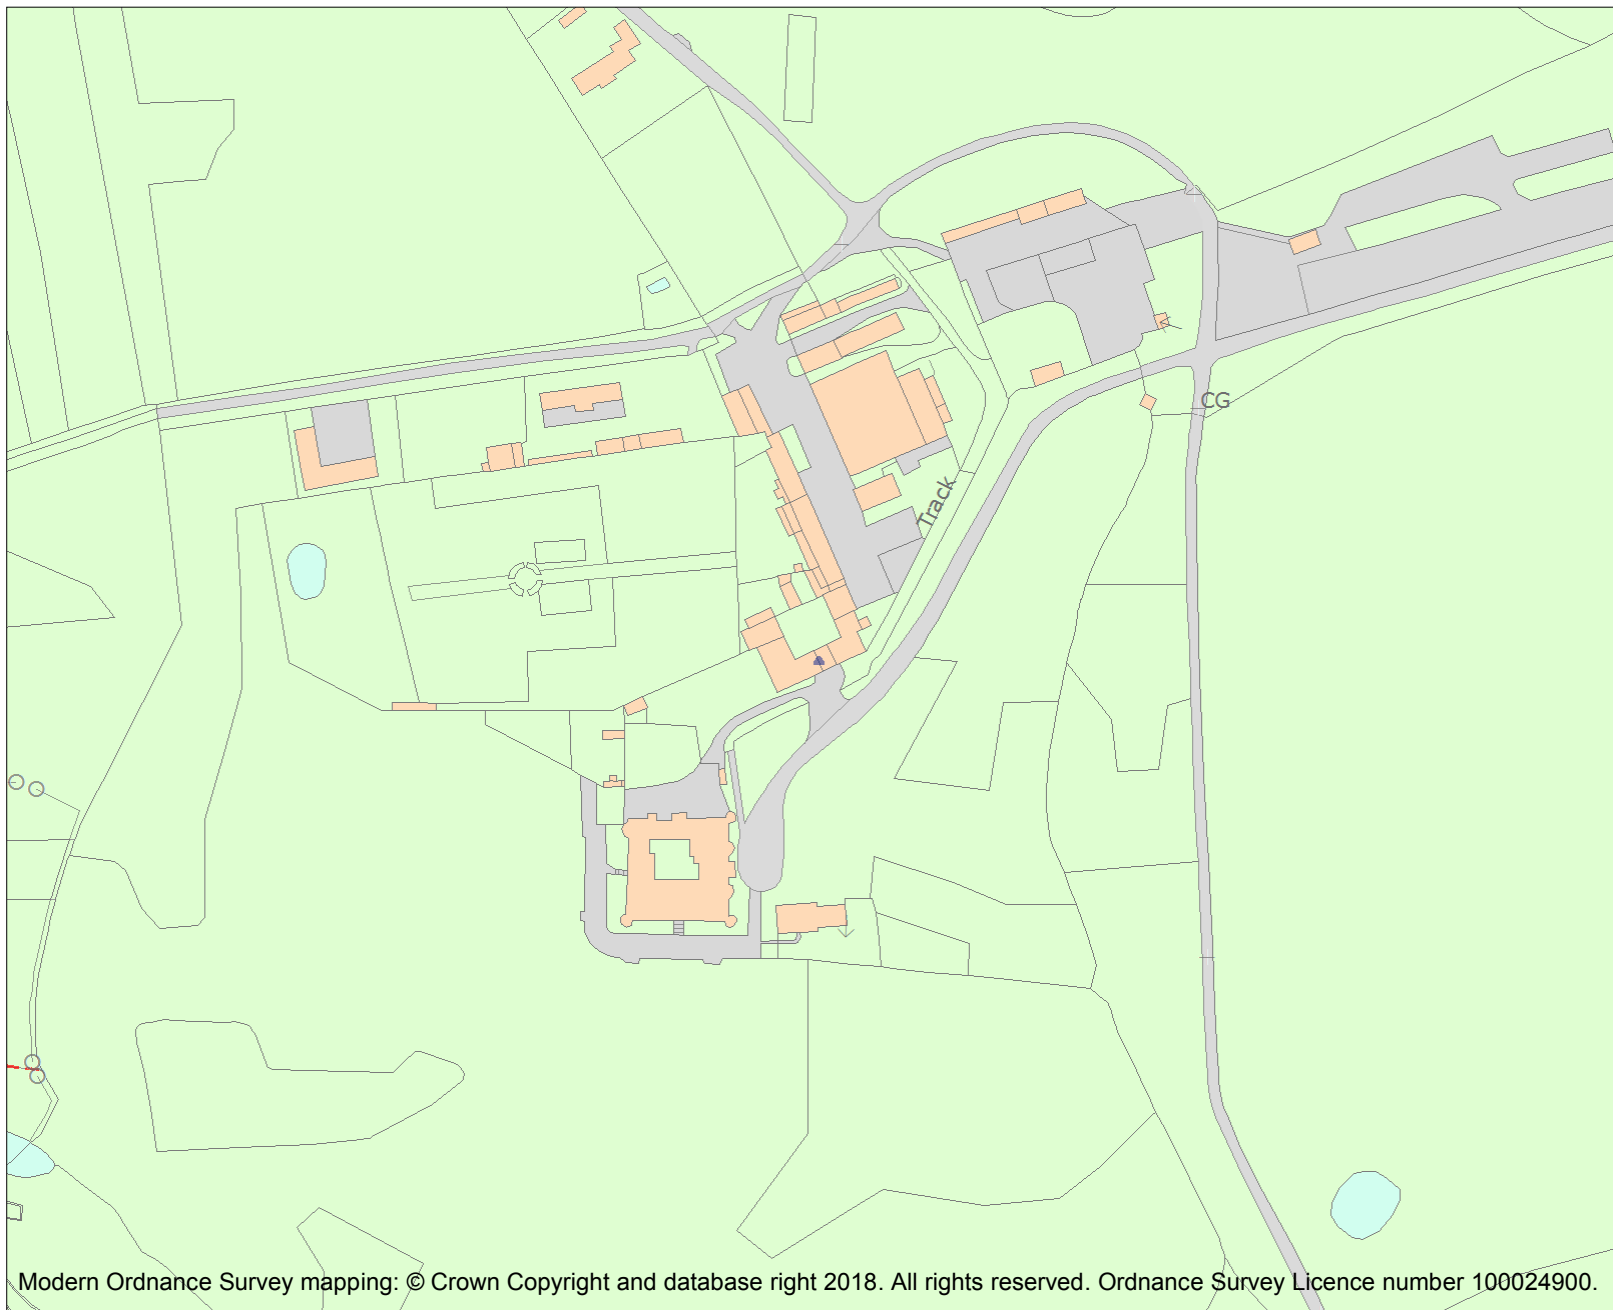 CG
Track
Modern Ordnance Survey mapping: © Crown Copyright and database right 2018. All rights reserved. Ordnance Survey Licence number 100024900.